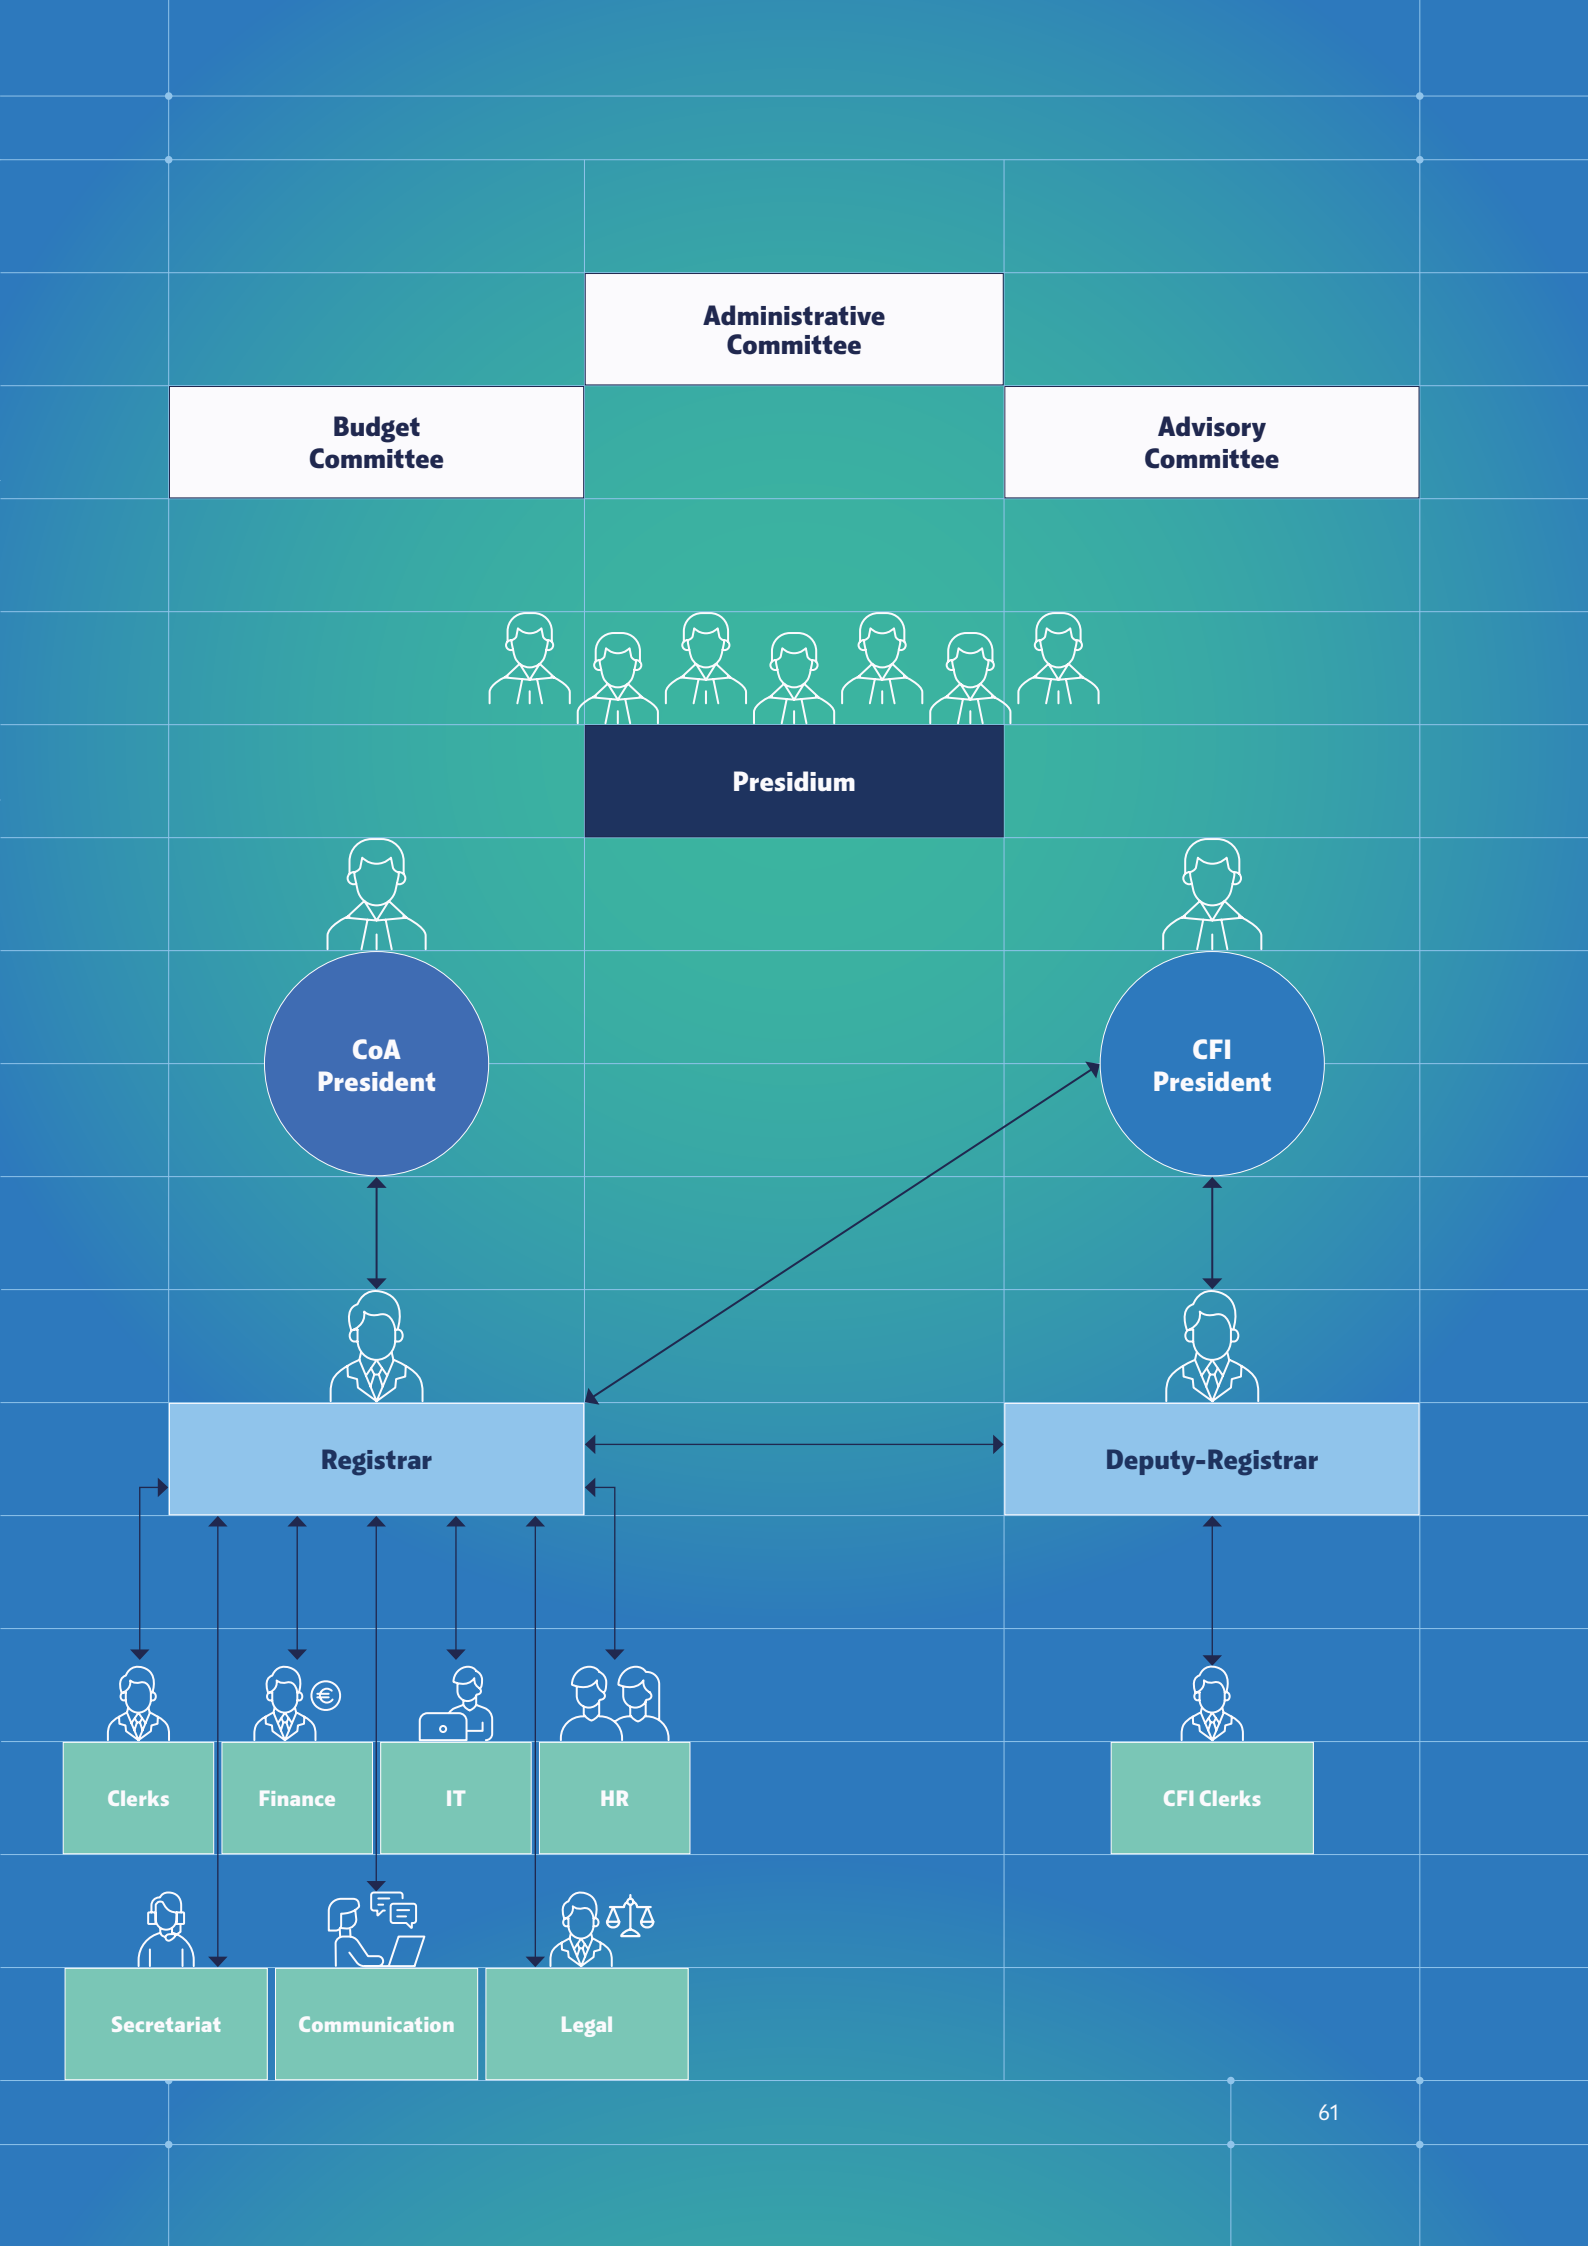 Administrative
Committee
Budget
Committee
Advisory
Committee
Presidium
CoA
President
CFI
President
Registrar
Deputy-Registrar
€
Clerks
Finance
IT
HR
CFI Clerks
Secretariat
Communication
Legal
61